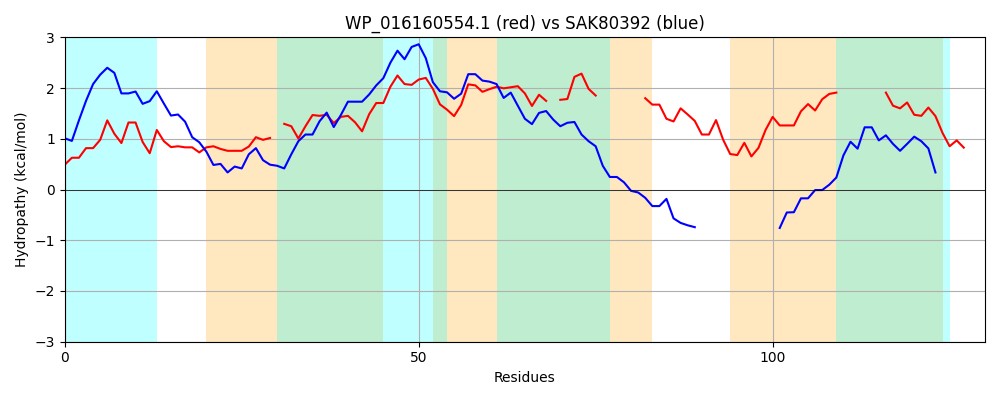 WP_016160554.1 (red) vs SAK80392 (blue)
3
2
1
0
−1
−2
−3
Hydropathy (kcal/mol)
0 50 100
Residues